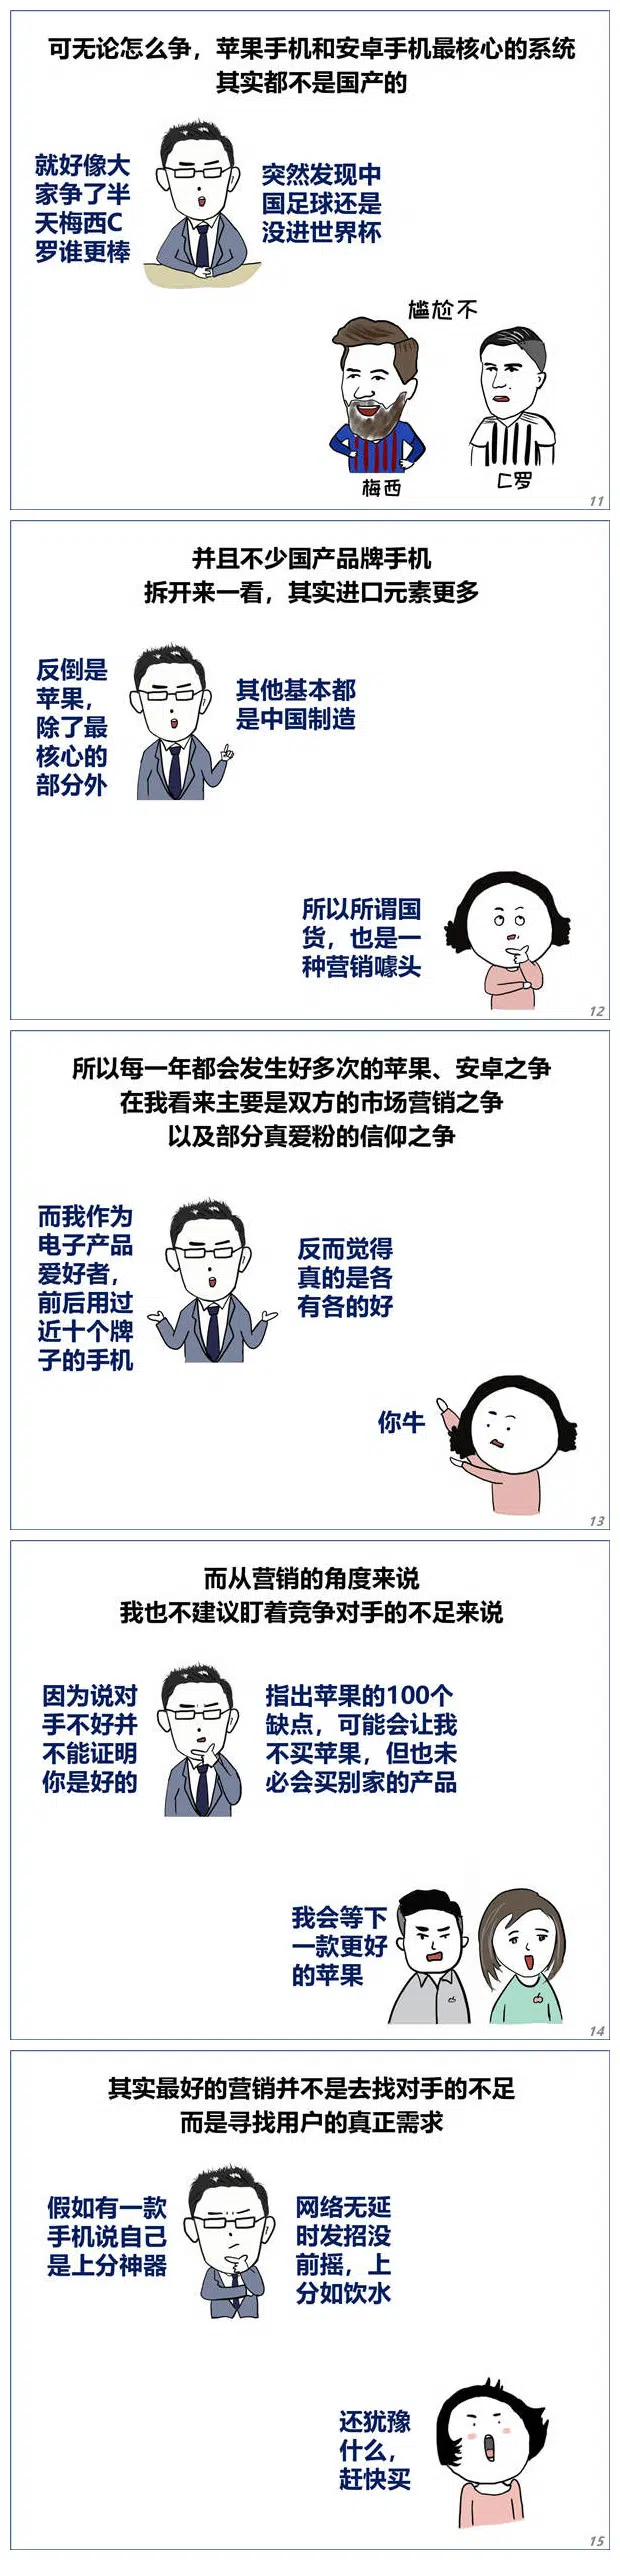 可无论怎么争，苹果手机和安卓手机最核心的系统
其实都不是国产的
就好像大
家争了半
天梅西C
罗谁更棒
突然发现中
国足球还是
没进世界杯
尴尬不
梅西
C罗
11
并且不少国产品牌手机
拆开来一看，其实进口元素更多
反倒是
苹果，
除了最
核心的
部分外
其他基本都
是中国制造
所以所谓国
货，也是一
种营销噱头
12
所以每一年都会发生好多次的苹果、安卓之争
在我看来主要是双方的市场营销之争
以及部分真爱粉的信仰之争
而我作为
电子产品
爱好者，
前后用过
近十个牌
子的手机
反而觉得
真的是各
有各的好
你牛
13
而从营销的角度来说
我也不建议盯着竞争对手的不足来说
因为说对
手不好并
不能证明
你是好的
指出苹果的100个
缺点，可能会让我
不买苹果，但也未
必会买别家的产品
我会等下
一款更好
的苹果
14
其实最好的营销并不是去找对手的不足
而是寻找用户的真正需求
假如有一款
手机说自己
是上分神器
网络无延
时发招没
前摇，上
分如饮水
还犹豫
什么，
赶快买
15